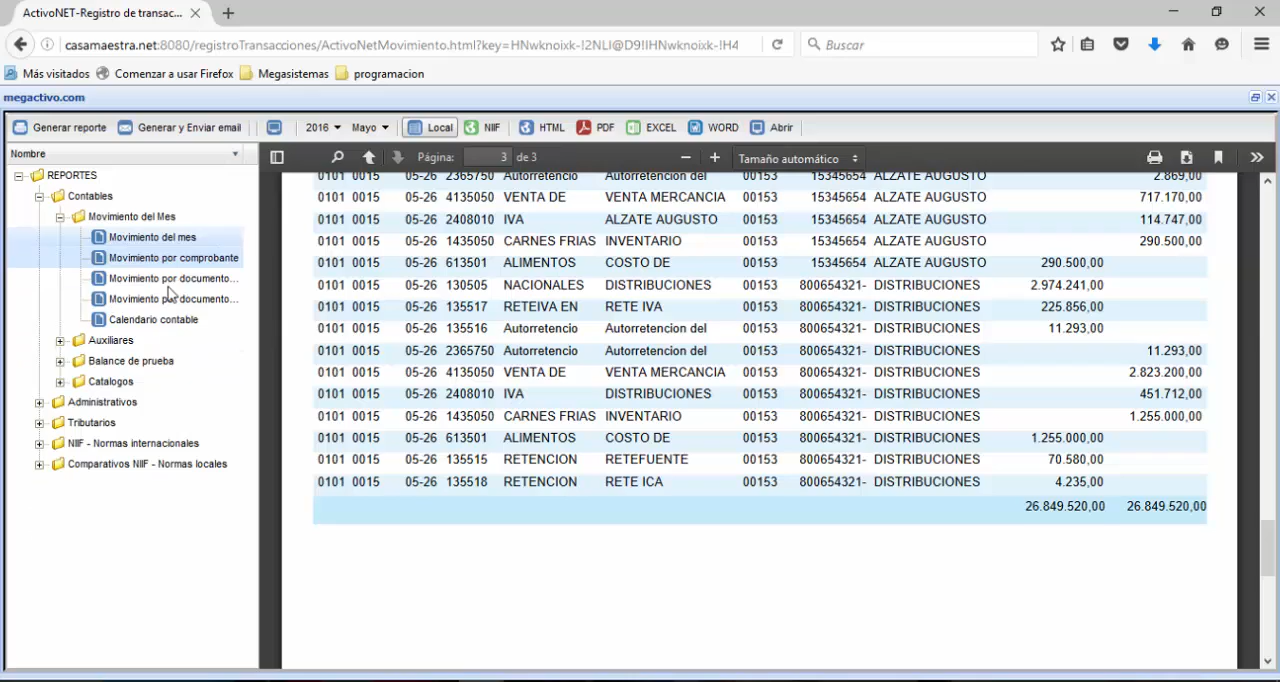 ActivoNET-Registro de transac...
casamaestra.net:8080/registroTransacciones/ActivoNetMovimiento.html?key=HNwknoixk-!2NLI@D9!IHNwknoixk-!H4
Buscar
Más visitados Comenzar a usar Firefox Megasistemas programacion
megactivo.com
Generar reporte Generar y Enviar email 2016 Mayo Local NIIF HTML PDF EXCEL WORD Abrir
Nombre
Página: 3 de 3 Tamaño automático
REPORTES
Contables
Movimiento del Mes
Movimiento del mes
Movimiento por comprobante
Movimiento por documento...
Movimiento por documento...
Calendario contable
Auxiliares
Balance de prueba
Catalogos
Administrativos
Tributarios
NIIF - Normas internacionales
Comparativos NIIF - Normas locales
0101 0015 05-26 2365750 Autorretencio Autorretencion del 00153 15345654 ALZATE AUGUSTO 2.869,00
0101 0015 05-26 4135050 VENTA DE VENTA MERCANCIA 00153 15345654 ALZATE AUGUSTO 717.170,00
0101 0015 05-26 2408010 IVA ALZATE AUGUSTO 00153 15345654 ALZATE AUGUSTO 114.747,00
0101 0015 05-26 1435050 CARNES FRIAS INVENTARIO 00153 15345654 ALZATE AUGUSTO 290.500,00
0101 0015 05-26 613501 ALIMENTOS COSTO DE 00153 15345654 ALZATE AUGUSTO 290.500,00
0101 0015 05-26 130505 NACIONALES DISTRIBUCIONES 00153 800654321- DISTRIBUCIONES 2.974.241,00
0101 0015 05-26 135517 RETEIVA EN RETE IVA 00153 800654321- DISTRIBUCIONES 225.856,00
0101 0015 05-26 135516 Autorretencio Autorretencion del 00153 800654321- DISTRIBUCIONES 11.293,00
0101 0015 05-26 2365750 Autorretencio Autorretencion del 00153 800654321- DISTRIBUCIONES 11.293,00
0101 0015 05-26 4135050 VENTA DE VENTA MERCANCIA 00153 800654321- DISTRIBUCIONES 2.823.200,00
0101 0015 05-26 2408010 IVA DISTRIBUCIONES 00153 800654321- DISTRIBUCIONES 451.712,00
0101 0015 05-26 1435050 CARNES FRIAS INVENTARIO 00153 800654321- DISTRIBUCIONES 1.255.000,00
0101 0015 05-26 613501 ALIMENTOS COSTO DE 00153 800654321- DISTRIBUCIONES 1.255.000,00
0101 0015 05-26 135515 RETENCION RETEFUENTE 00153 800654321- DISTRIBUCIONES 70.580,00
0101 0015 05-26 135518 RETENCION RETE ICA 00153 800654321- DISTRIBUCIONES 4.235,00
26.849.520,00 26.849.520,00